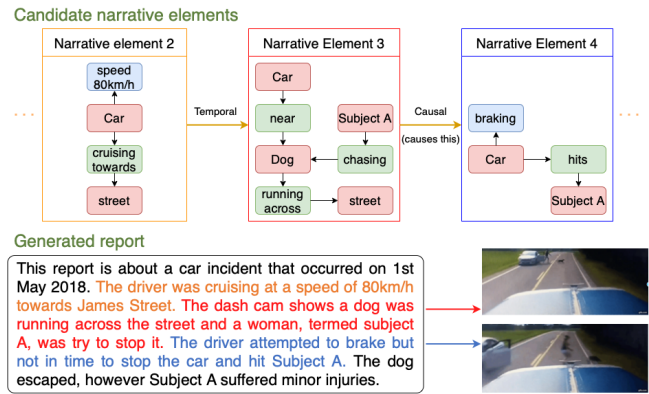 Candidate narrative elements
Narrative element 2
speed
80km/h
Car
cruising
towards
street
Temporal
Narrative Element 3
Car
near
Subject A
Dog
chasing
running
across
street
Causal
(causes this)
Narrative Element 4
braking
Car
hits
Subject A
Generated report
This report is about a car incident that occurred on 1st
May 2018. The driver was cruising at a speed of 80km/h
towards James Street. The dash cam shows a dog was
running across the street and a woman, termed subject
A, was try to stop it. The driver attempted to brake but
not in time to stop the car and hit Subject A. The dog
escaped, however Subject A suffered minor injuries.